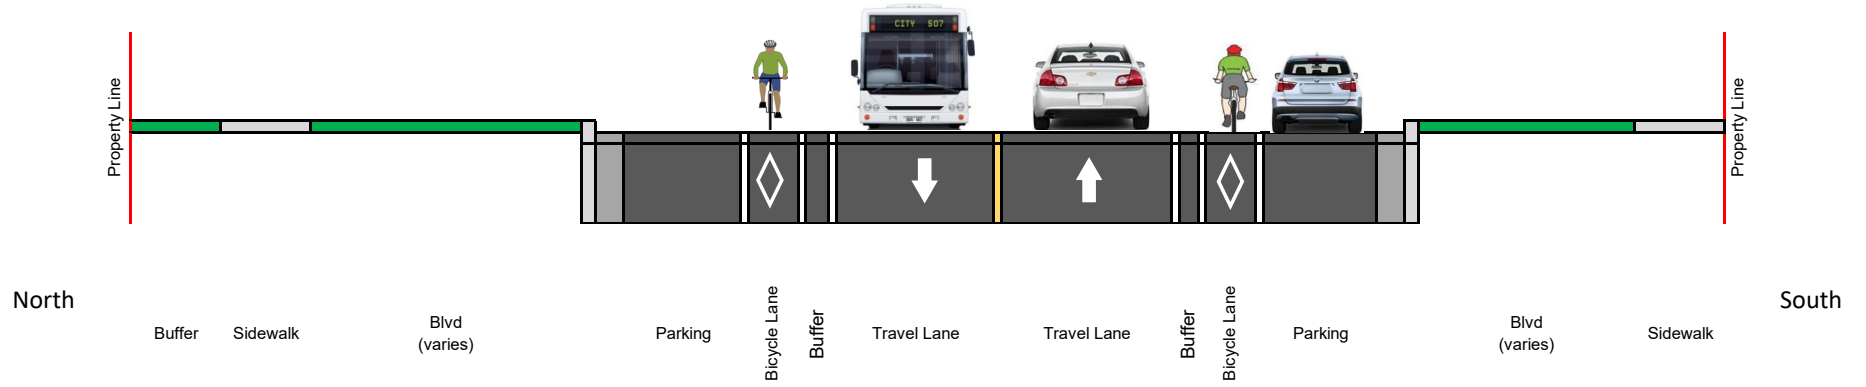 CITY 507
Property Line
Property Line
North
South
Buffer
Sidewalk
Blvd
(varies)
Parking
Bicycle Lane
Buffer
Travel Lane
Travel Lane
Buffer
Bicycle Lane
Parking
Blvd
(varies)
Sidewalk